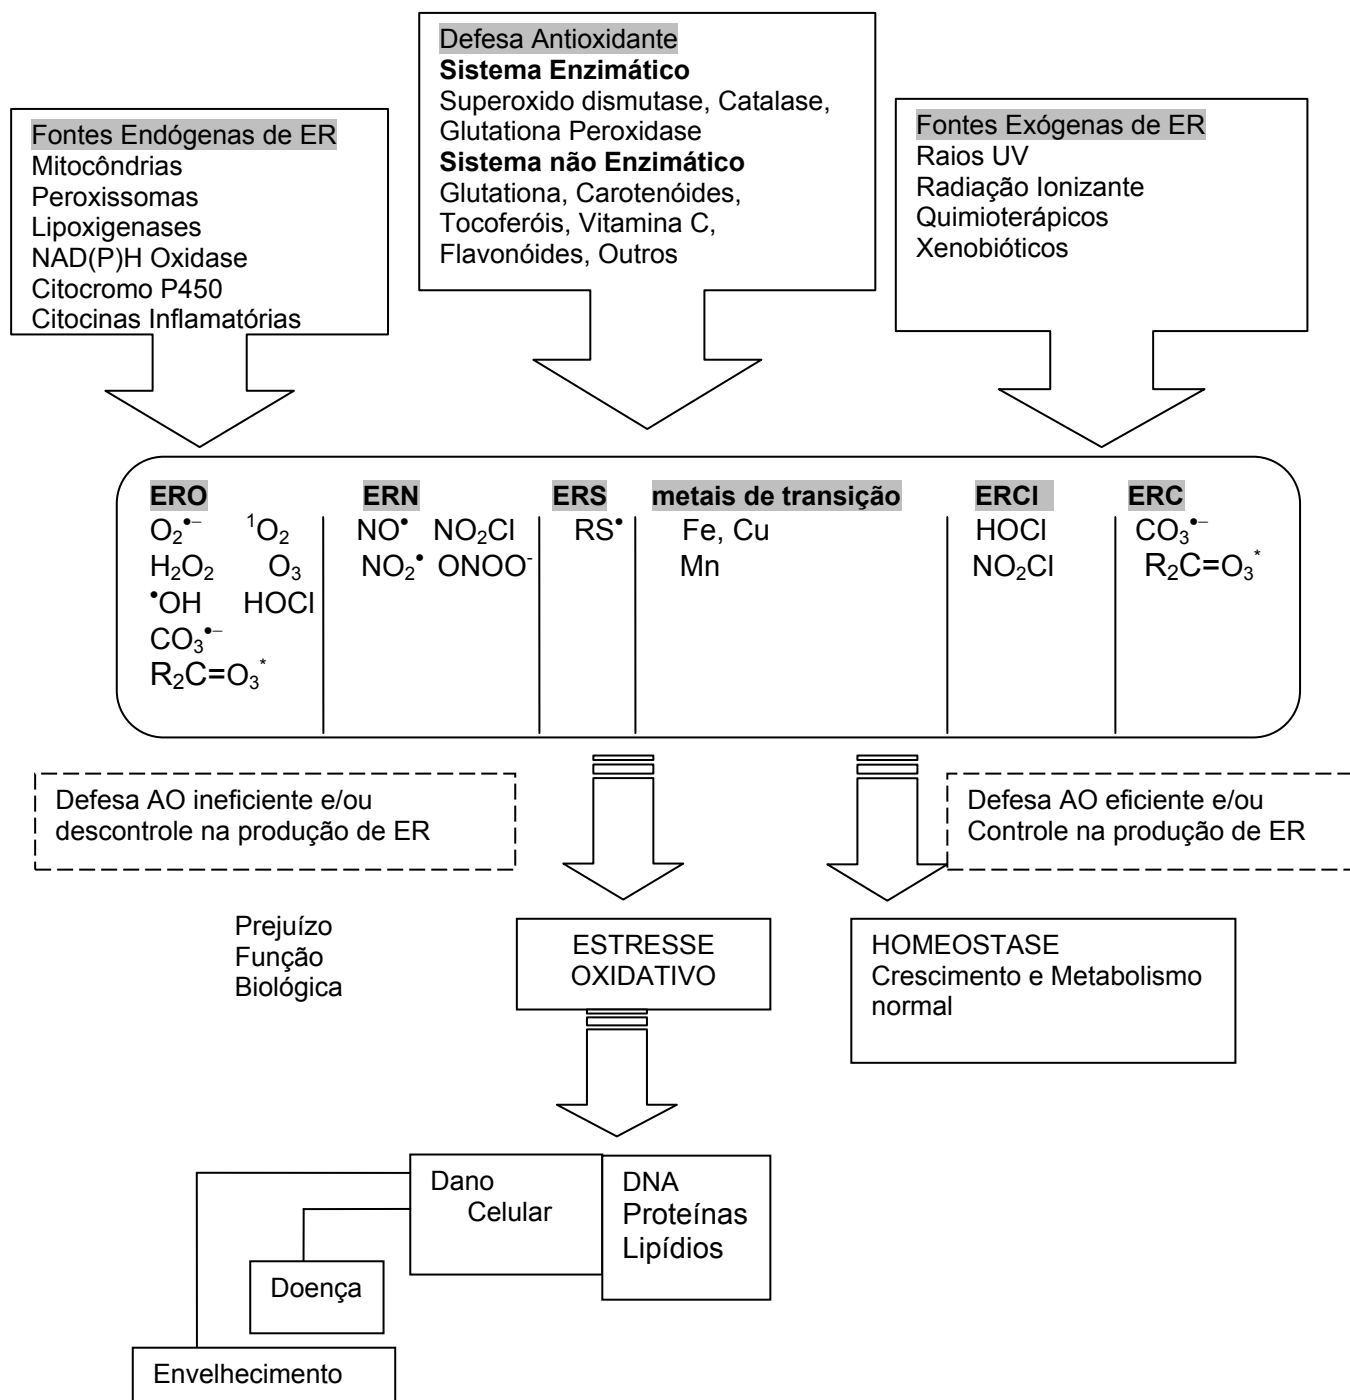 Defesa Antioxidante
Sistema Enzimático
Superoxido dismutase, Catalase,
Glutationa Peroxidase
Sistema não Enzimático
Glutationa, Carotenóides,
Tocoferóis, Vitamina C,
Flavonóides, Outros
Fontes Endógenas de ER
Mitocôndrias
Peroxissomas
Lipoxigenases
NAD(P)H Oxidase
Citocromo P450
Citocinas Inflamatórias
Fontes Exógenas de ER
Raios UV
Radiação Ionizante
Quimioterápicos
Xenobióticos
ERO
O₂•⁻ ¹O₂
H₂O₂ O₃
•OH HOCl
CO₃•⁻
R₂C=O₃*
ERN
NO• NO₂Cl
NO₂• ONOO⁻
ERS
RS•
metais de transição
Fe, Cu
Mn
ERCl
HOCl
NO₂Cl
ERC
CO₃•⁻
R₂C=O₃*
Defesa AO ineficiente e/ou
descontrole na produção de ER
Defesa AO eficiente e/ou
Controle na produção de ER
Prejuízo
Função
Biológica
ESTRESSE
OXIDATIVO
HOMEOSTASE
Crescimento e Metabolismo
normal
Dano
Celular
DNA
Proteínas
Lipídios
Doença
Envelhecimento